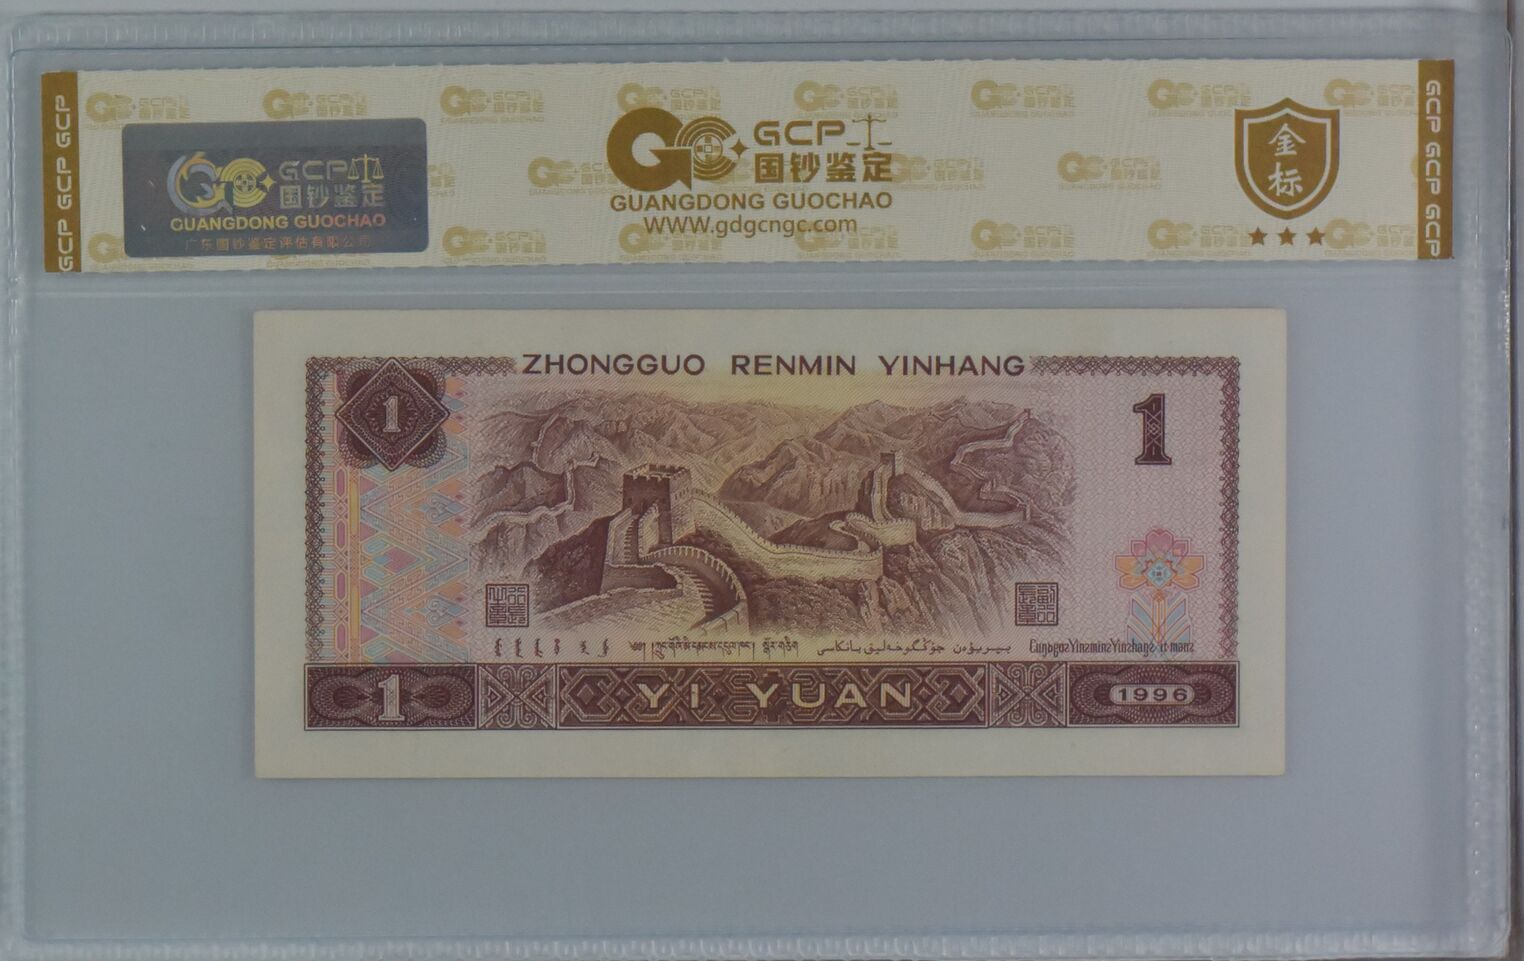 GCP GCP GCP
GCP
国钞鉴定
GUANGDONG GUOCHAO
广东国钞鉴定评估有限公司
GCP
国钞鉴定
GUANGDONG GUOCHAO
WWW.gdgcngc.com
金标
GCP GCP GCP
ZHONGGUO RENMIN YINHANG
1
1
1
YI YUAN
1996